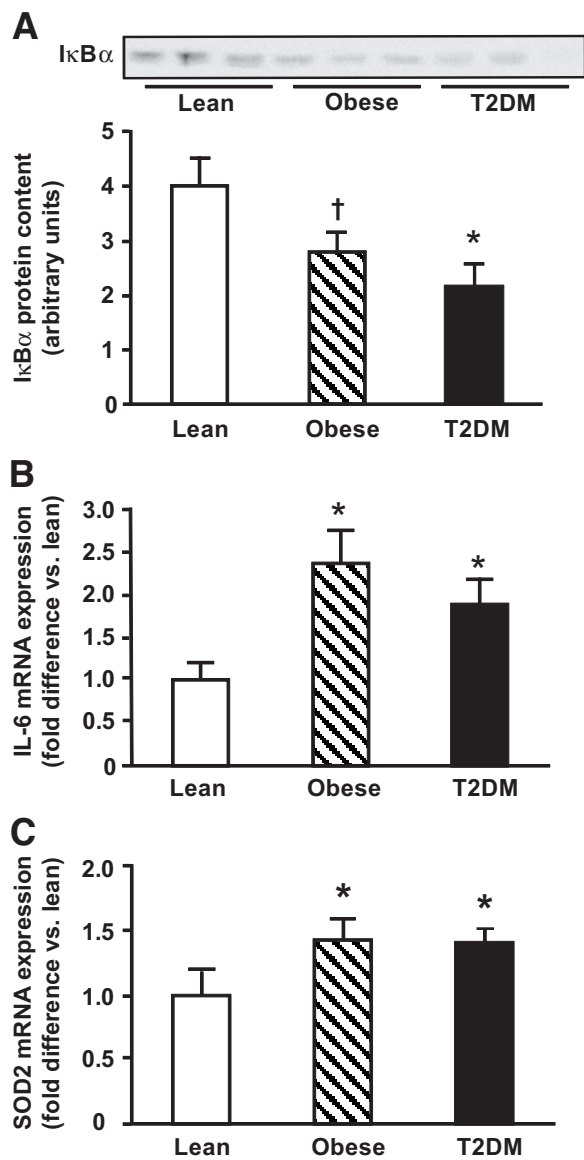 A
IκBα
Lean Obese T2DM
IκBα protein content
(arbitrary units)
5
4
3
2
1
0
†
*
Lean Obese T2DM
B
IL-6 mRNA expression
(fold difference vs. lean)
3.0
2.5
2.0
1.5
1.0
0.5
0
*
*
Lean Obese T2DM
C
SOD2 mRNA expression
(fold difference vs. lean)
2.0
1.5
1.0
0.5
0
*
*
Lean Obese T2DM